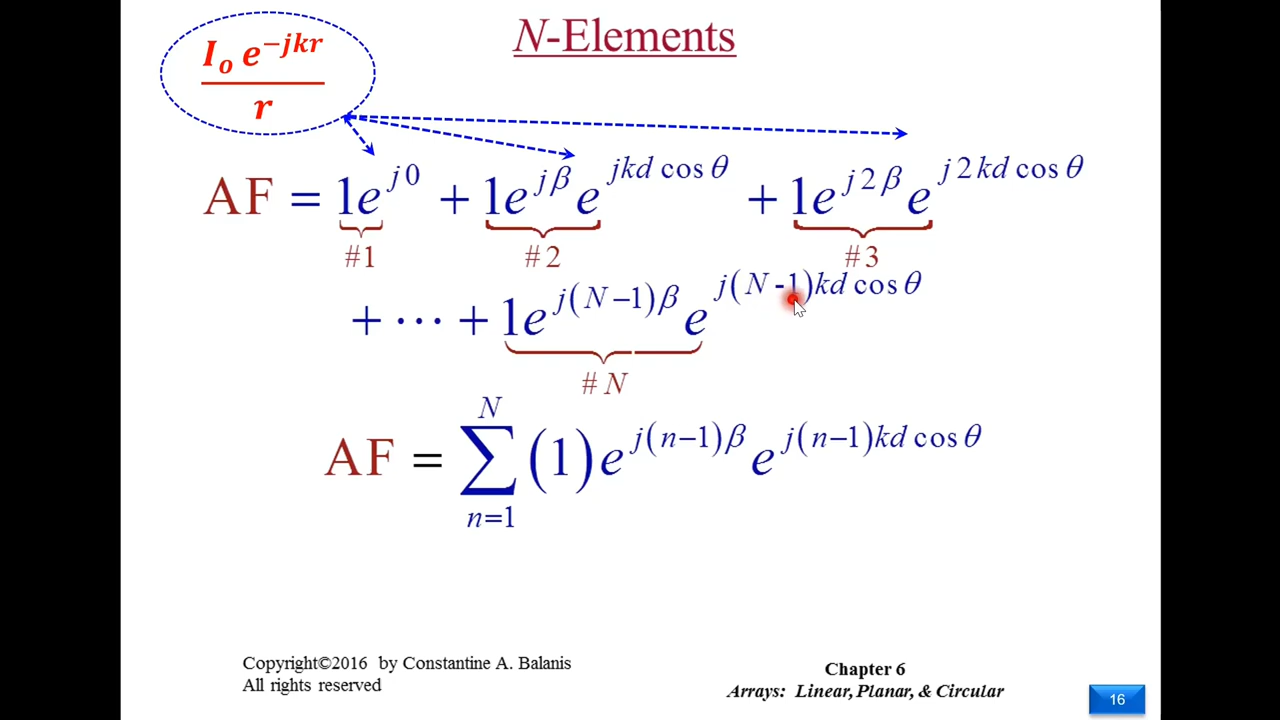 N-Elements
I₀ e^{-jkr}
r
AF = 1e^{j0} + 1e^{jβ}e^{jkd cos θ} + 1e^{j2β}e^{j2kd cos θ}
#1 #2 #3
+ ⋯ + 1e^{j(N−1)β}e^{j(N-1)kd cos θ}
#N
AF = ∑_{n=1}^{N} (1)e^{j(n−1)β}e^{j(n−1)kd cos θ}
Copyright©2016 by Constantine A. Balanis
All rights reserved
Chapter 6
Arrays: Linear, Planar, & Circular
16